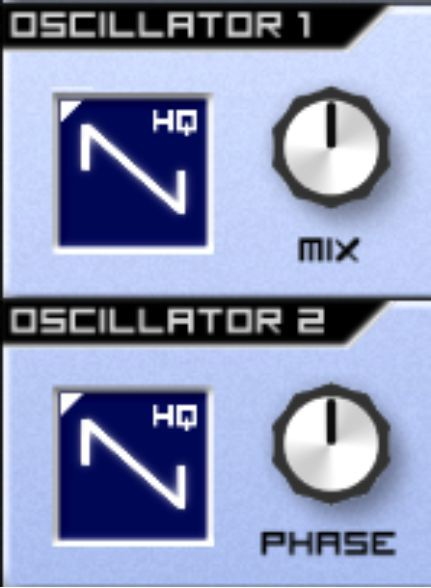 OSCILLATOR 1
HQ
MIX
OSCILLATOR 2
HQ
PHASE